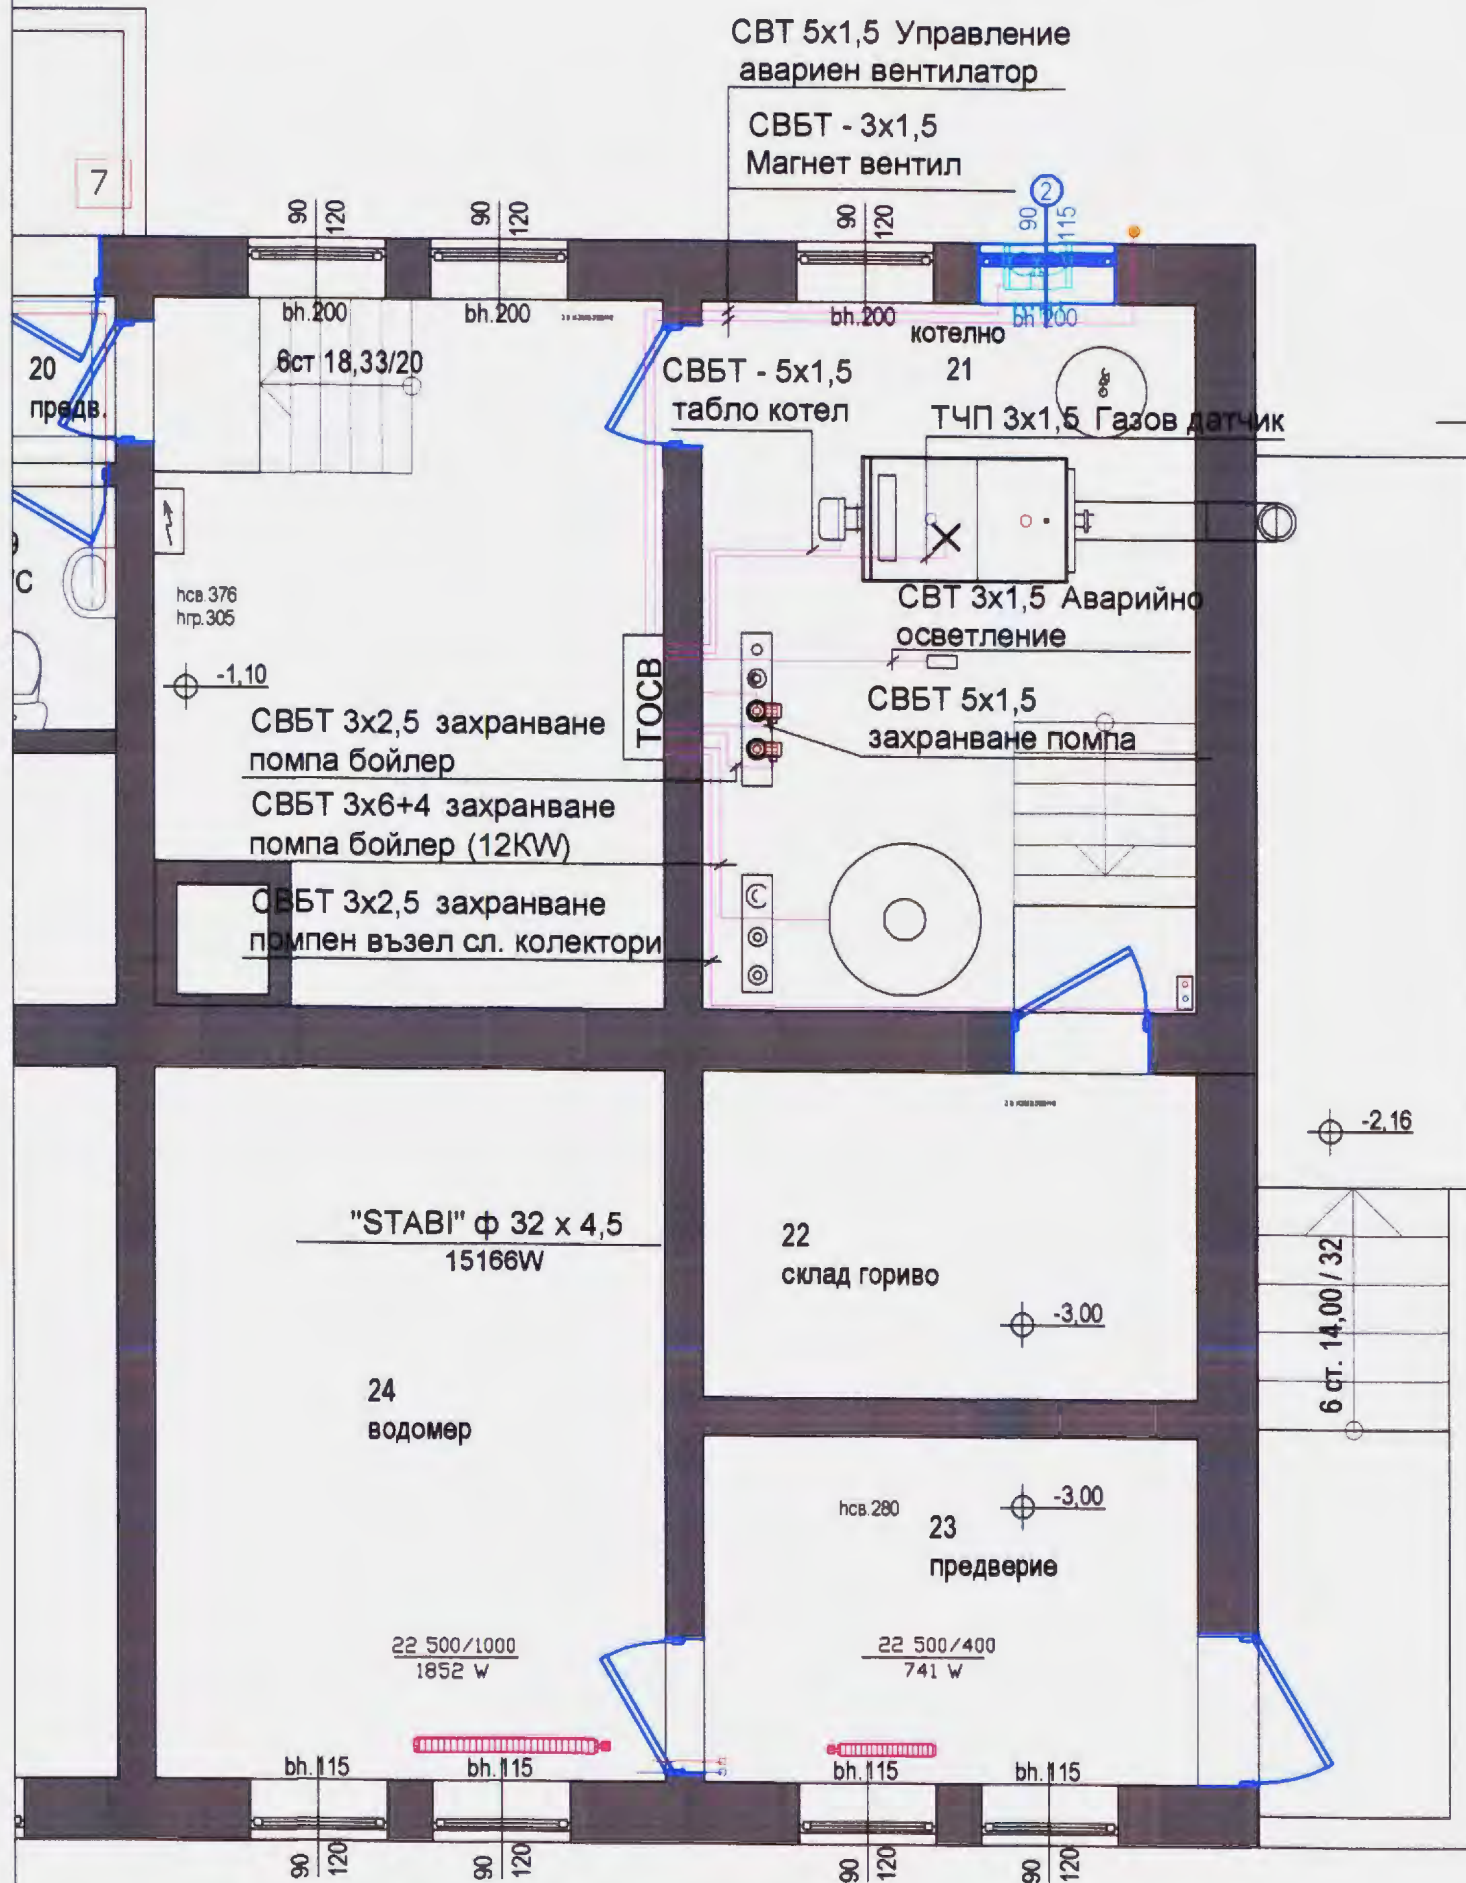 СВТ 5х1,5 Управление
авариен вентилатор
СВБТ - 3х1,5
Магнет вентил
7
2
90
120
90
120
90
120
90
115
bh.200
bh.200
bh.200
bh.200
котелно
21
20
предв.
6ст 18,33/20
СВБТ - 5х1,5
табло котел
ТЧП 3х1,5 Газов датчик
hсв.376
hгр.305
СВТ 3х1,5 Аварийно
осветление
-1,10
ТОСВ
СВБТ 5х1,5
захранване помпа
СВБТ 3х2,5 захранване
помпа бойлер
СВБТ 3х6+4 захранване
помпа бойлер (12KW)
СВБТ 3х2,5 захранване
помпен възел сл. колектори
-2,16
"STABI" ф 32 x 4,5
15166W
22
склад гориво
-3,00
6 ст. 14,00 / 32
24
водомер
hсв.280
-3,00
23
предверие
22 500/1000
1852 W
22 500/400
741 W
bh.115
bh.115
bh.115
bh.115
90
120
90
120
90
120
90
120